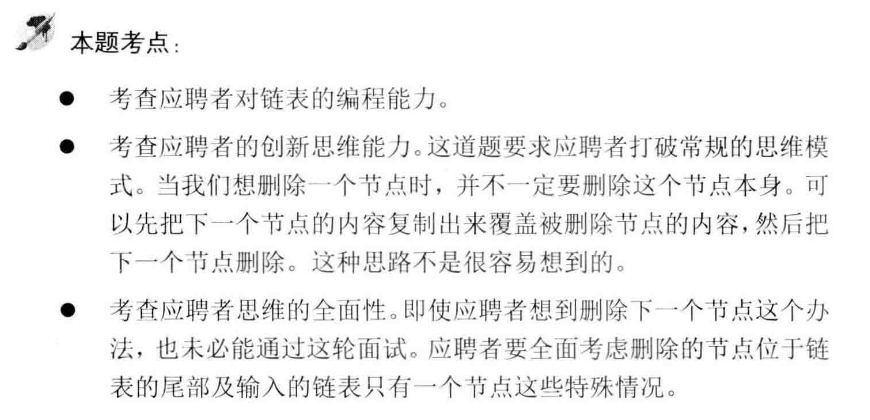 本题考点：
● 考查应聘者对链表的编程能力。
● 考查应聘者的创新思维能力。这道题要求应聘者打破常规的思维模
式。当我们想删除一个节点时，并不一定要删除这个节点本身。可
以先把下一个节点的内容复制出来覆盖被删除节点的内容，然后把
下一个节点删除。这种思路不是很容易想到的。
● 考查应聘者思维的全面性。即使应聘者想到删除下一个节点这个办
法，也未必能通过这轮面试。应聘者要全面考虑删除的节点位于链
表的尾部及输入的链表只有一个节点这些特殊情况。